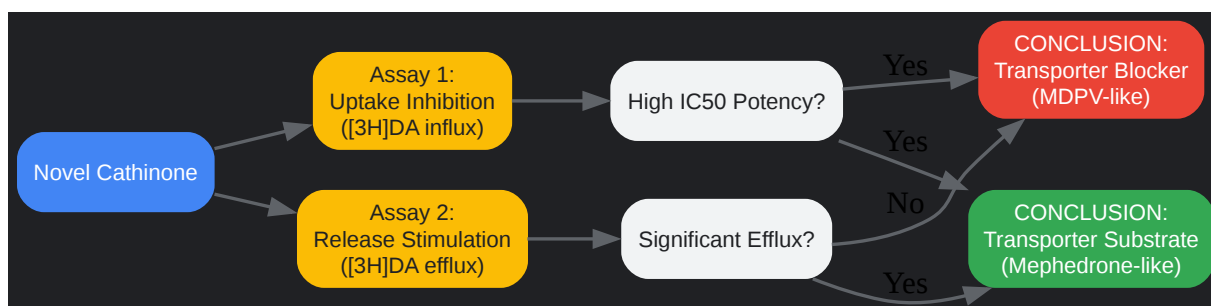 Novel Cathinone
Assay 1:
Uptake Inhibition
([3H]DA influx)
Assay 2:
Release Stimulation
([3H]DA efflux)
High IC50 Potency?
Significant Efflux?
Yes
Yes
No
Yes
CONCLUSION:
Transporter Blocker
(MDPV-like)
CONCLUSION:
Transporter Substrate
(Mephedrone-like)